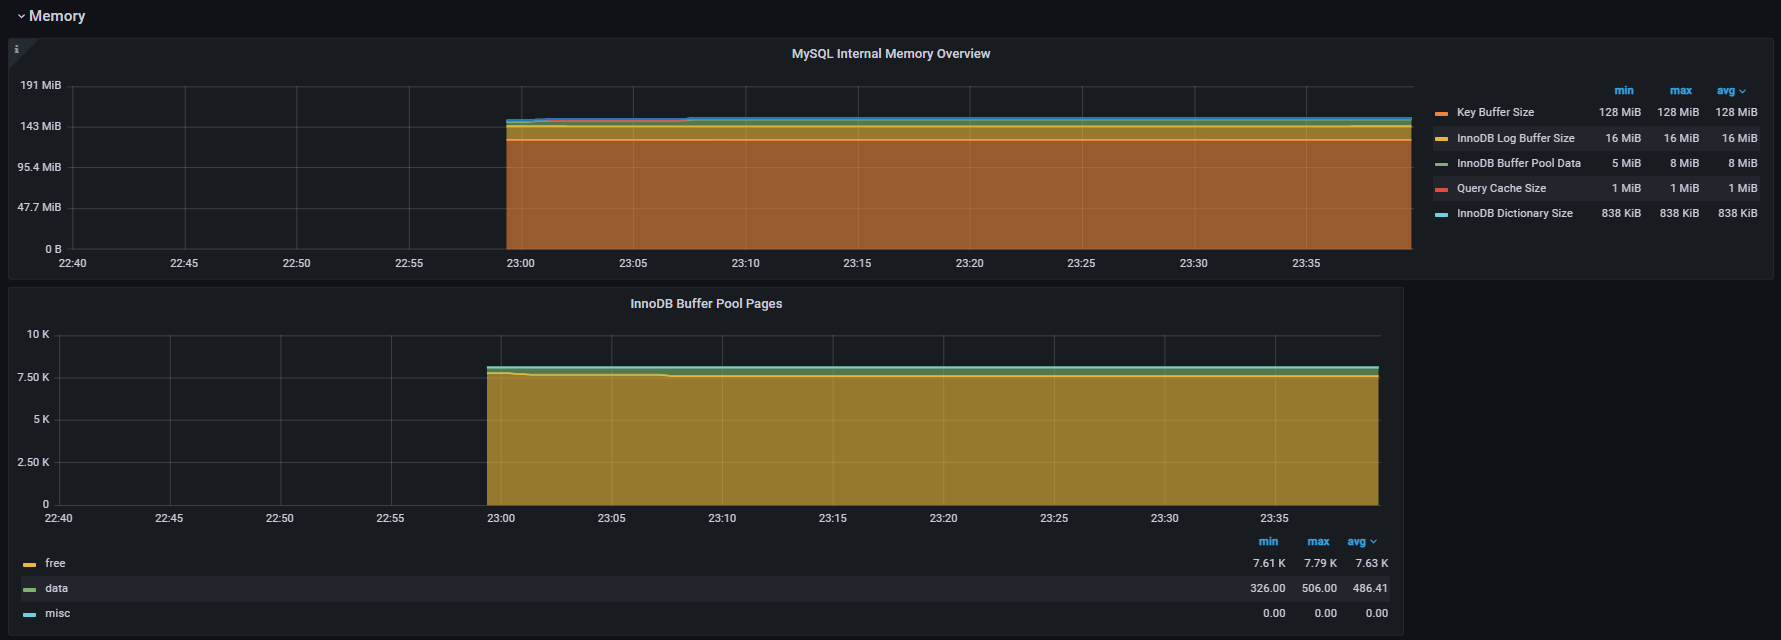 Memory
i
MySQL Internal Memory Overview
191 MiB
143 MiB
95.4 MiB
47.7 MiB
0 B
22:40 22:45 22:50 22:55 23:00 23:05 23:10 23:15 23:20 23:25 23:30 23:35
min max avg
Key Buffer Size 128 MiB 128 MiB 128 MiB
InnoDB Log Buffer Size 16 MiB 16 MiB 16 MiB
InnoDB Buffer Pool Data 5 MiB 8 MiB 8 MiB
Query Cache Size 1 MiB 1 MiB 1 MiB
InnoDB Dictionary Size 838 KiB 838 KiB 838 KiB
InnoDB Buffer Pool Pages
10 K
7.50 K
5 K
2.50 K
0
22:40 22:45 22:50 22:55 23:00 23:05 23:10 23:15 23:20 23:25 23:30 23:35
min max avg
free 7.61 K 7.79 K 7.63 K
data 326.00 506.00 486.41
misc 0.00 0.00 0.00